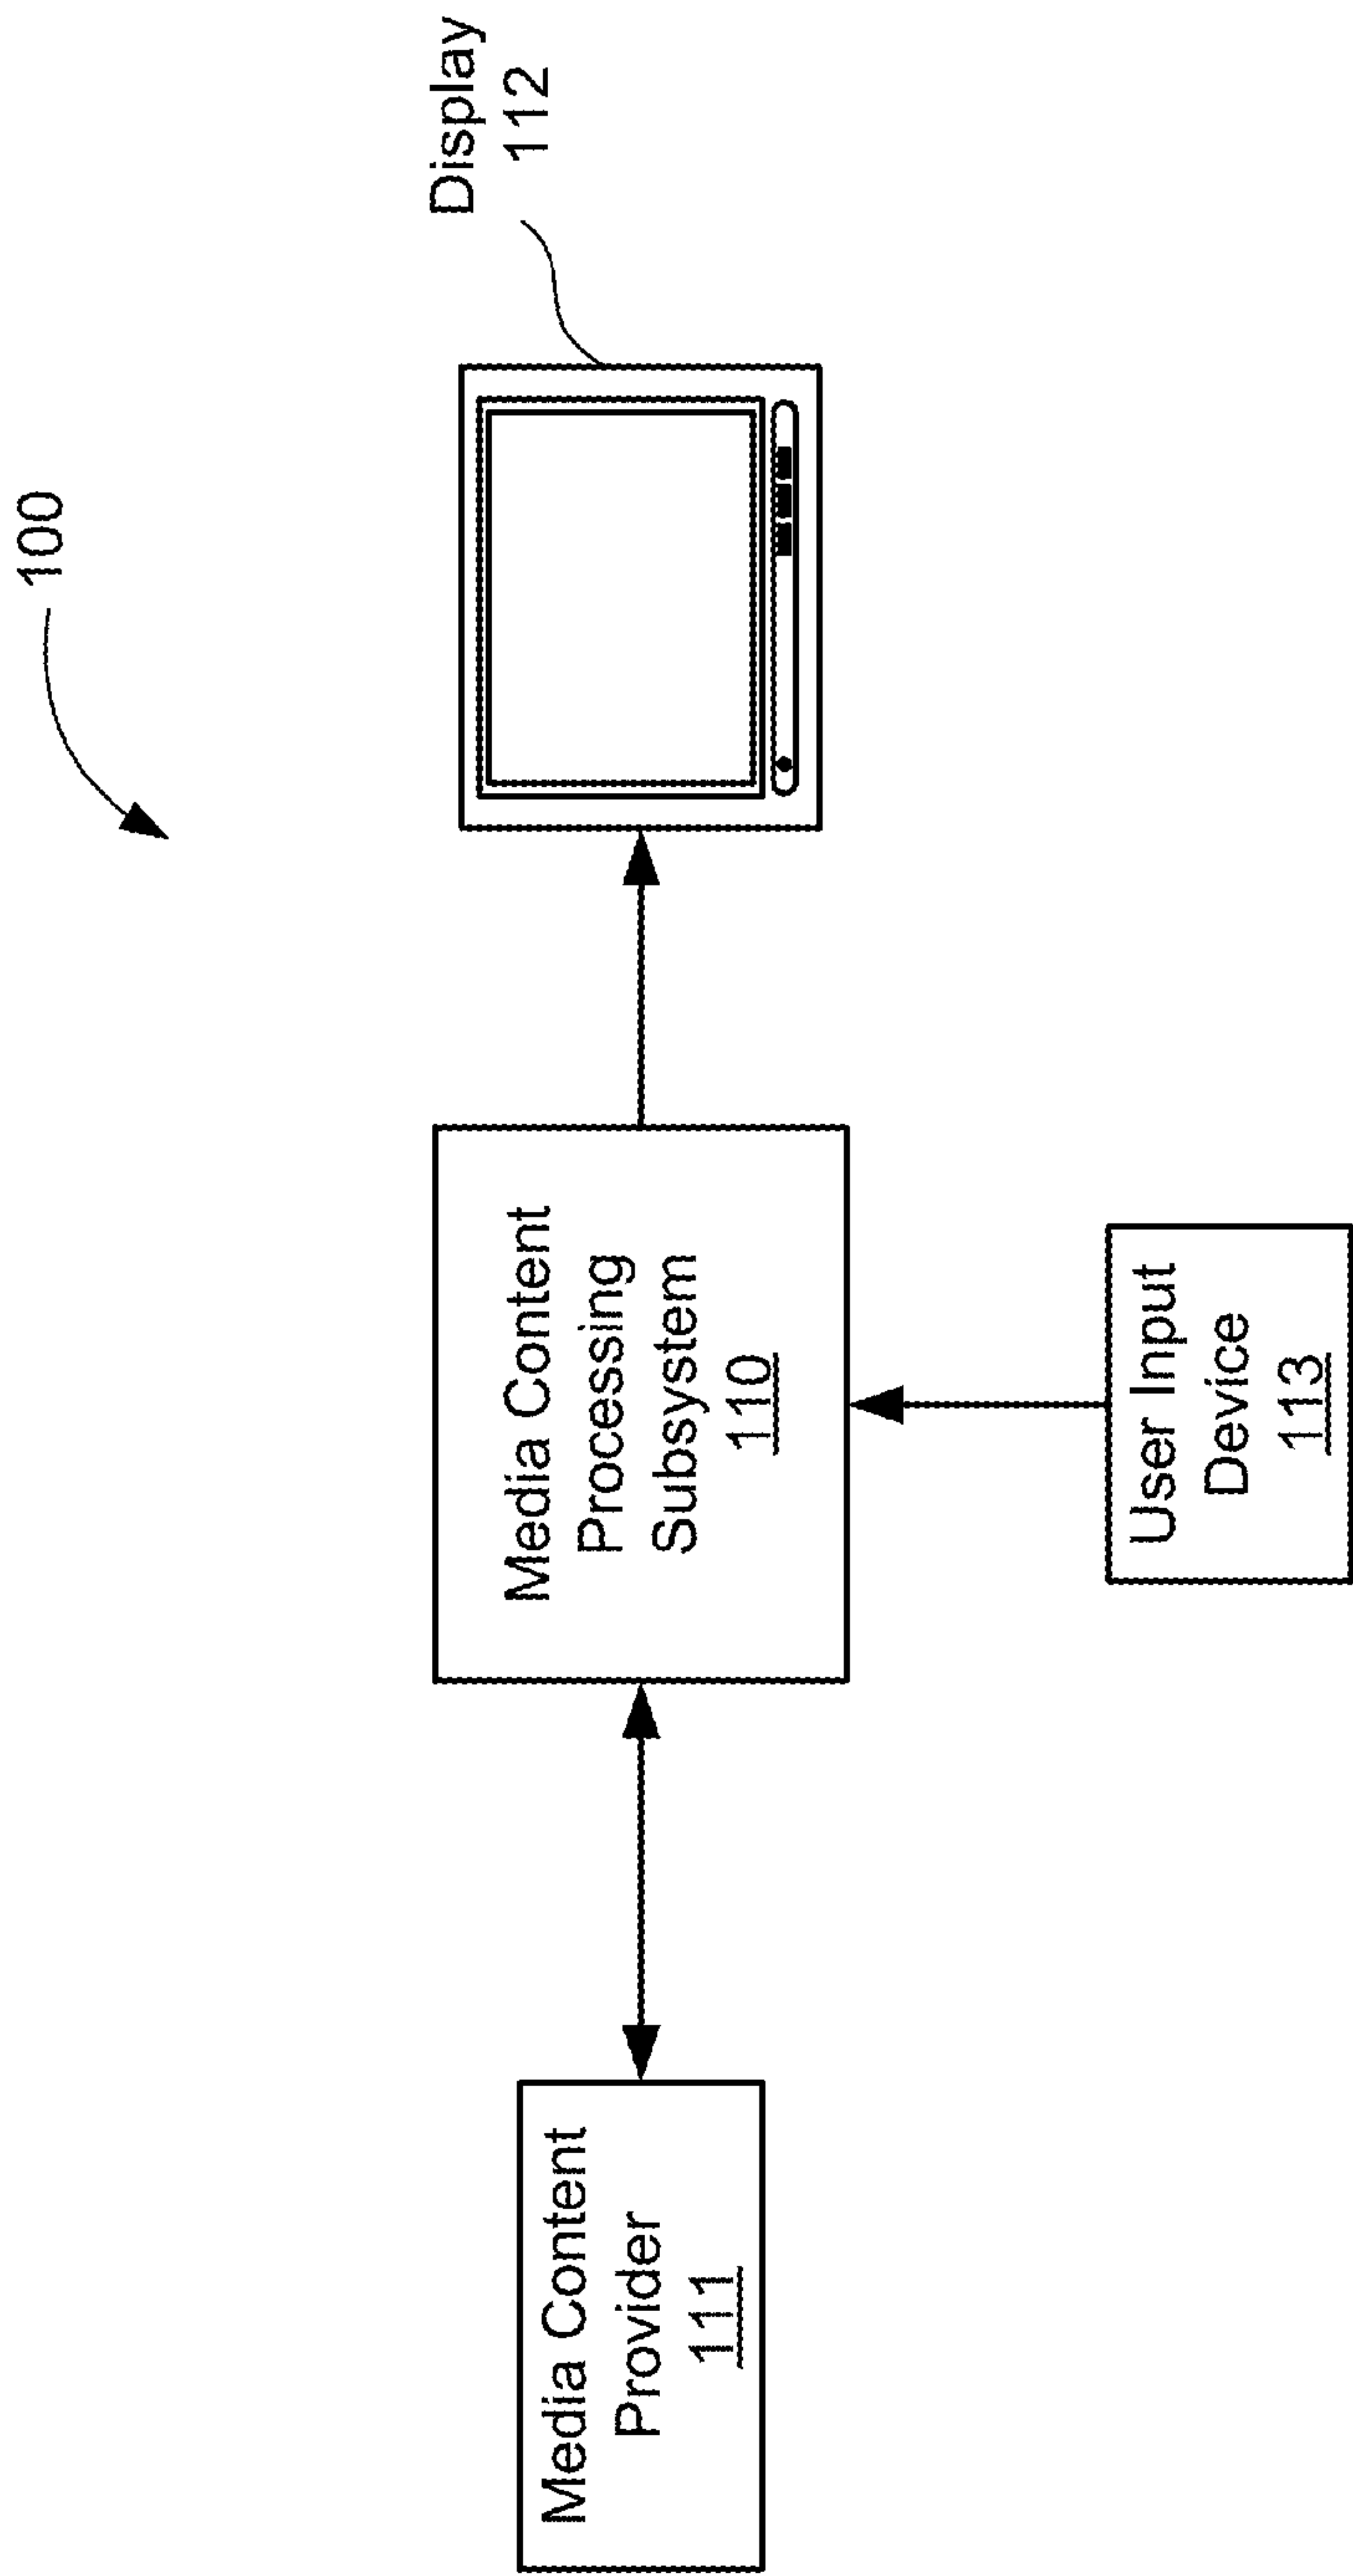 100
Display
112
Media Content
Provider
111
Media Content
Processing
Subsystem
110
User Input
Device
113